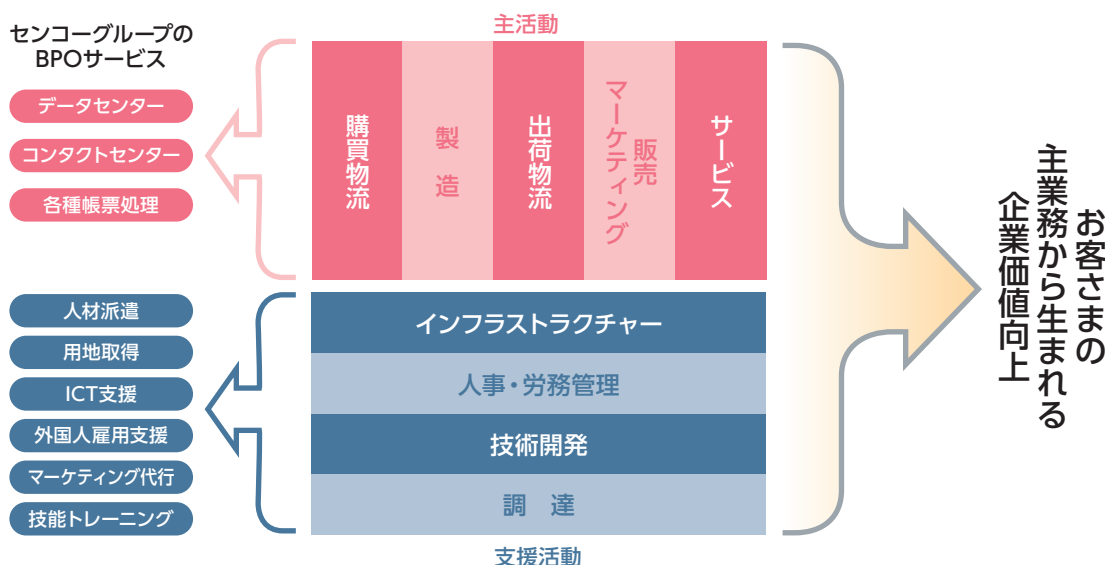 センコーグループの
BPOサービス
データセンター
コンタクトセンター
各種帳票処理
人材派遣
用地取得
ICT支援
外国人雇用支援
マーケティング代行
技能トレーニング
主活動
購買物流
製造
出荷物流
販売
マーケティング
サービス
インフラストラクチャー
人事・労務管理
技術開発
調達
支援活動
お客さまの
主業務から生まれる
企業価値向上